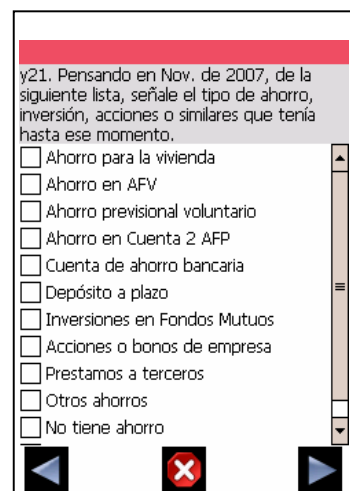 y21. Pensando en Nov. de 2007, de la
siguiente lista, señale el tipo de ahorro,
inversión, acciones o similares que tenía
hasta ese momento.
Ahorro para la vivienda
Ahorro en AFV
Ahorro previsional voluntario
Ahorro en Cuenta 2 AFP
Cuenta de ahorro bancaria
Depósito a plazo
Inversiones en Fondos Mutuos
Acciones o bonos de empresa
Prestamos a terceros
Otros ahorros
No tiene ahorro